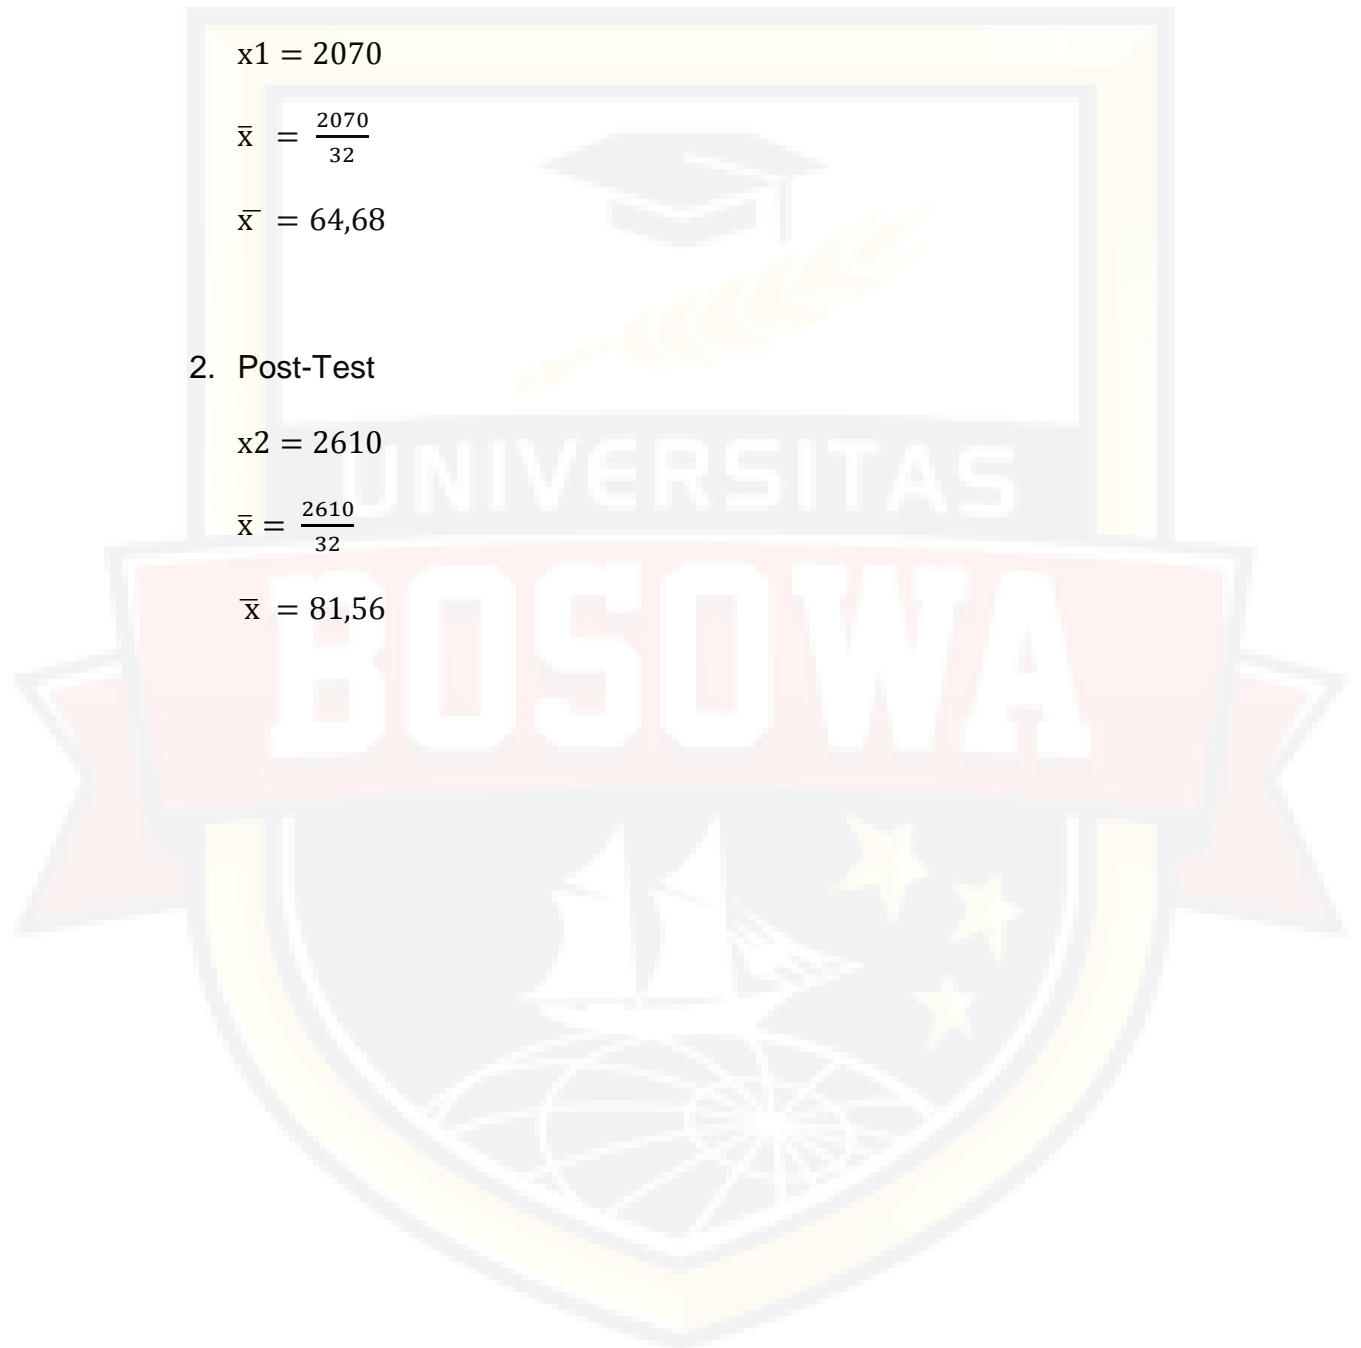 x1 = 2070
x̄ = 2070/32
x̄ = 64,68
2. Post-Test
x2 = 2610
UNIVERSITAS
x̄ = 2610/32
x̄ = 81,56
BOSOWA